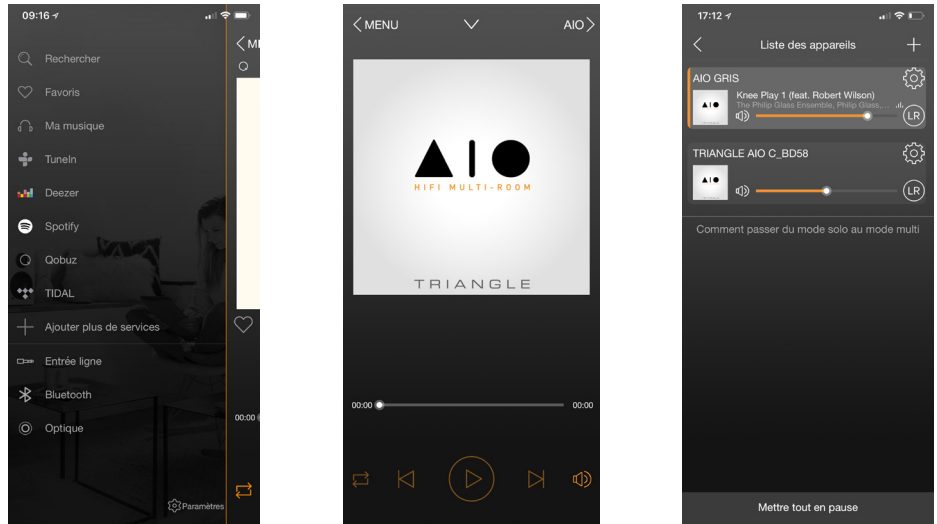 09:16
Rechercher
Favoris
Ma musique
TuneIn
Deezer
Spotify
Qobuz
TIDAL
Ajouter plus de services
Entrée ligne
Bluetooth
Optique
Paramètres
00:00
MENU
AIO
AIO
HIFI MULTI-ROOM
TRIANGLE
00:00
00:00
17:12
Liste des appareils
AIO GRIS
Knee Play 1 (feat. Robert Wilson)
The Philip Glass Ensemble, Philip Glass,...
AIO
LR
TRIANGLE AIO C_BD58
AIO
LR
Comment passer du mode solo au mode multi
Mettre tout en pause